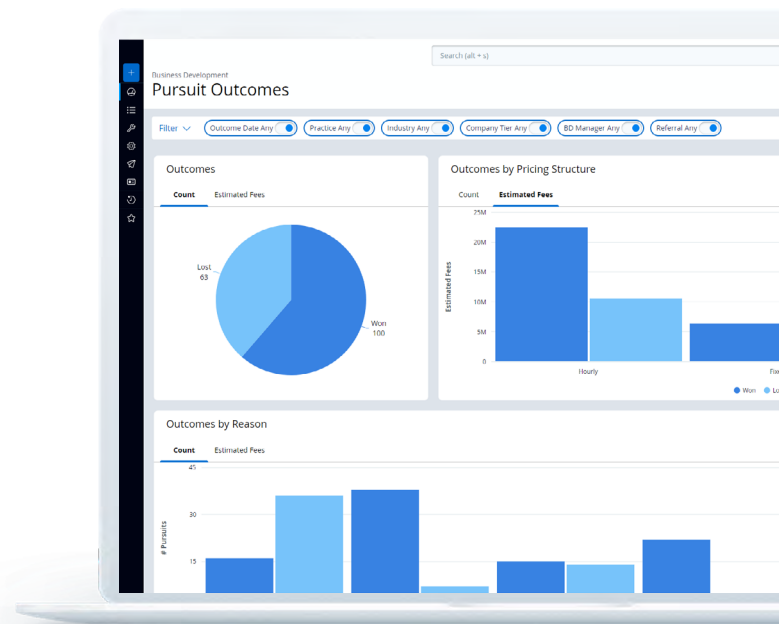 Search (alt + s)
Business Development
Pursuit Outcomes
Filter
Outcome Date Any
Practice Any
Industry Any
Company Tier Any
BD Manager Any
Referral Any
Outcomes
Count
Estimated Fees
Lost
63
Won
100
Outcomes by Pricing Structure
Count
Estimated Fees
25M
20M
15M
10M
5M
0
Estimated Fees
Hourly
Fix
Won
Lo
Outcomes by Reason
Count
Estimated Fees
45
30
15
# Pursuits